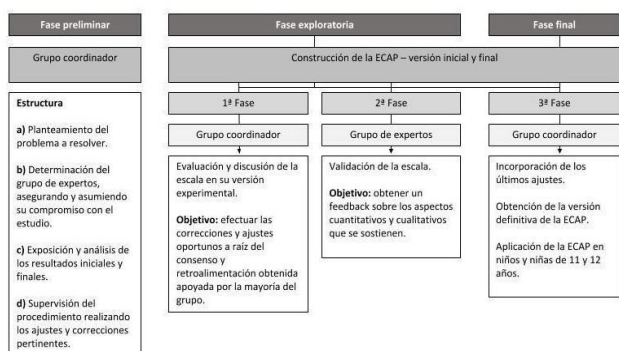 Fase preliminar
Fase exploratoria
Fase final
Grupo coordinador
Construcción de la ECAP – versión inicial y final
Estructura
a) Planteamiento del
problema a resolver.
b) Determinación del
grupo de expertos,
asegurando y asumiendo
su compromiso con el
estudio.
c) Exposición y análisis de
los resultados iniciales y
finales.
d) Supervisión del
procedimiento realizando
los ajustes y correcciones
pertinentes.
1ª Fase
Grupo coordinador
Evaluación y discusión de la
escala en su versión
experimental.
Objetivo: efectuar las
correcciones y ajustes
oportunos a raíz del
consenso y
retroalimentación obtenida
apoyada por la mayoría del
grupo.
2ª Fase
Grupo de expertos
Validación de la escala.
Objetivo: obtener un
feedback sobre los aspectos
cuantitativos y cualitativos
que se sostienen.
3ª Fase
Grupo coordinador
Incorporación de los
últimos ajustes.
Obtención de la versión
definitiva de la ECAP.
Aplicación de la ECAP en
niños y niñas de 11 y 12
años.